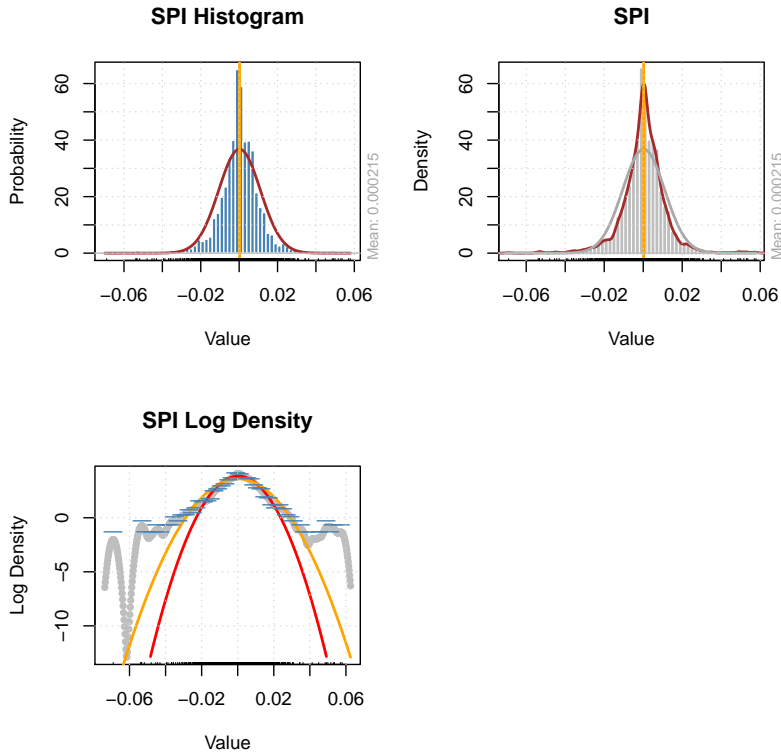 SPI Histogram
Probability
0
20
40
60
−0.06
−0.02
0.02
0.06
Value
Mean: 0.000215
SPI
Density
0
20
40
60
−0.06
−0.02
0.02
0.06
Value
Mean: 0.000215
SPI Log Density
Log Density
0
−5
−10
−0.06
−0.02
0.02
0.06
Value